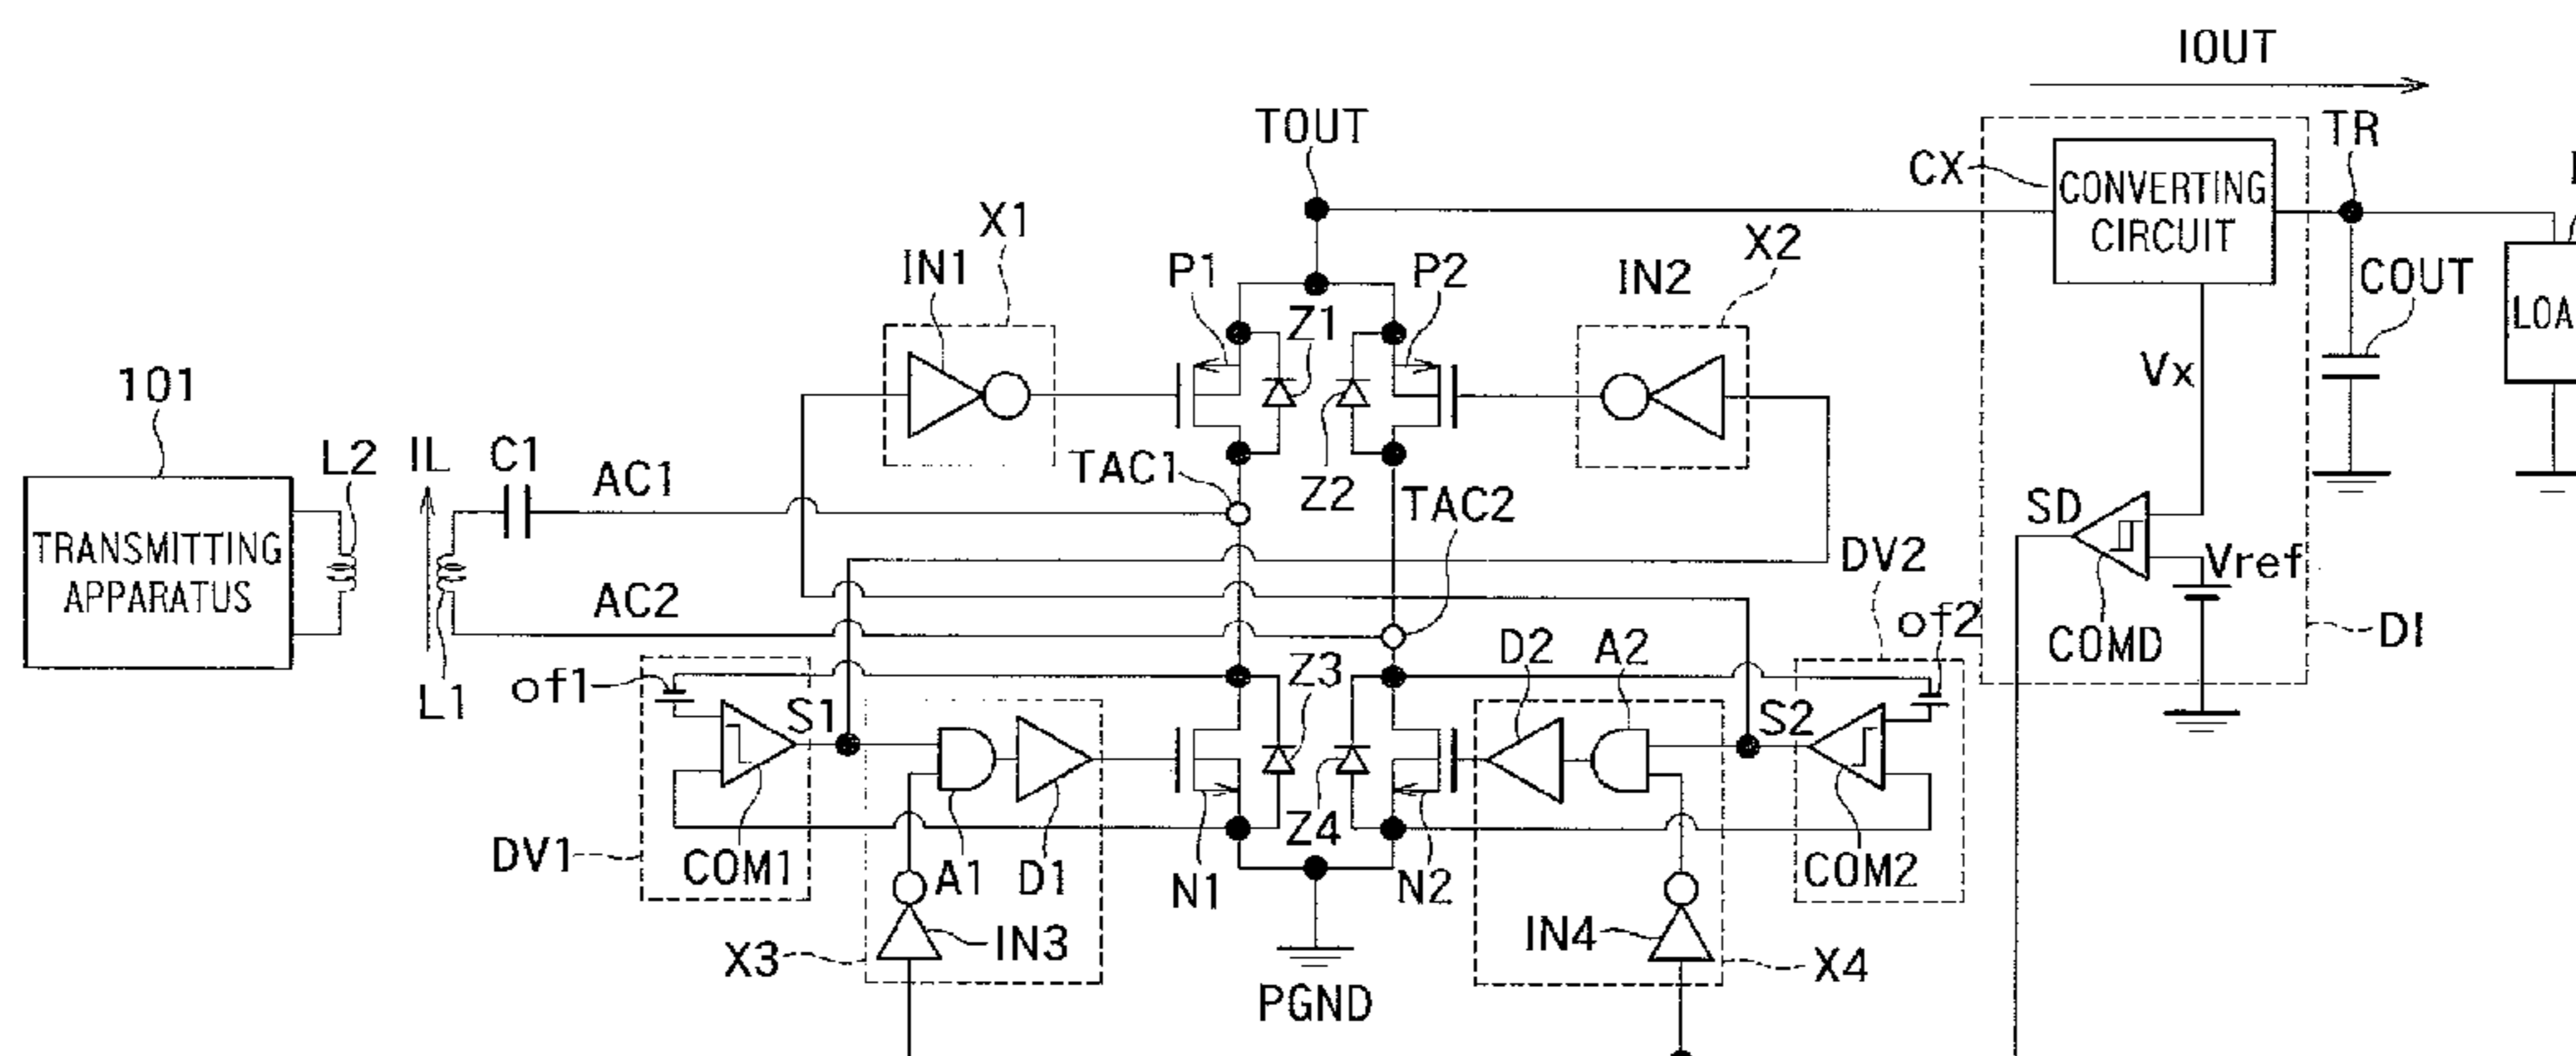 IOUT
TOUT
TR
CX
CONVERTING
CIRCUIT
X1
X2
IN1
P1
P2
IN2
COUT
Z1
LOA
Vx
101
L2
IL
C1
AC1
TAC1
Z2
TAC2
SD
TRANSMITTING
APPARATUS
DV2
Vref
AC2
of2
COMD
DI
D2
A2
of1
L1
Z3
S1
S2
DV1
COM1
A1
D1
N1
Z4
N2
COM2
X3
IN3
IN4
X4
PGND